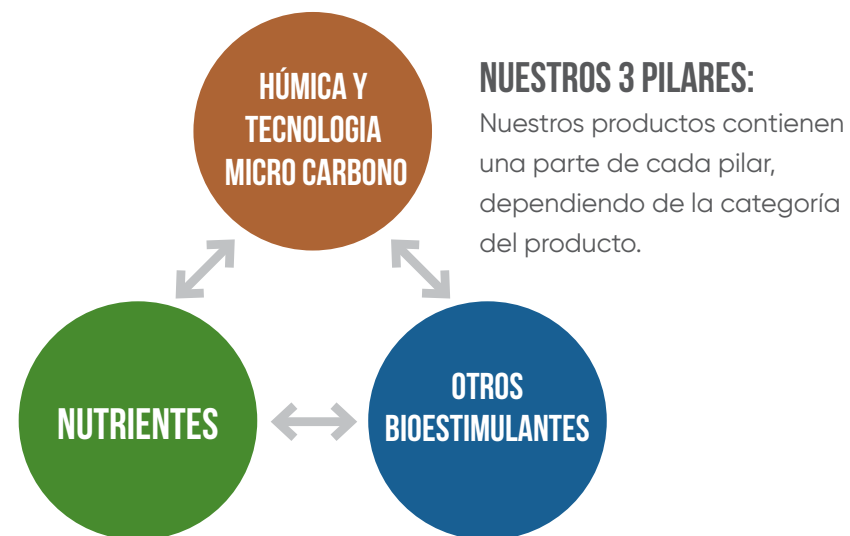 HÚMICA Y
TECNOLOGIA
MICRO CARBONO
NUESTROS 3 PILARES:
Nuestros productos contienen
una parte de cada pilar,
dependiendo de la categoría
del producto.
NUTRIENTES
OTROS
BIOESTIMULANTES